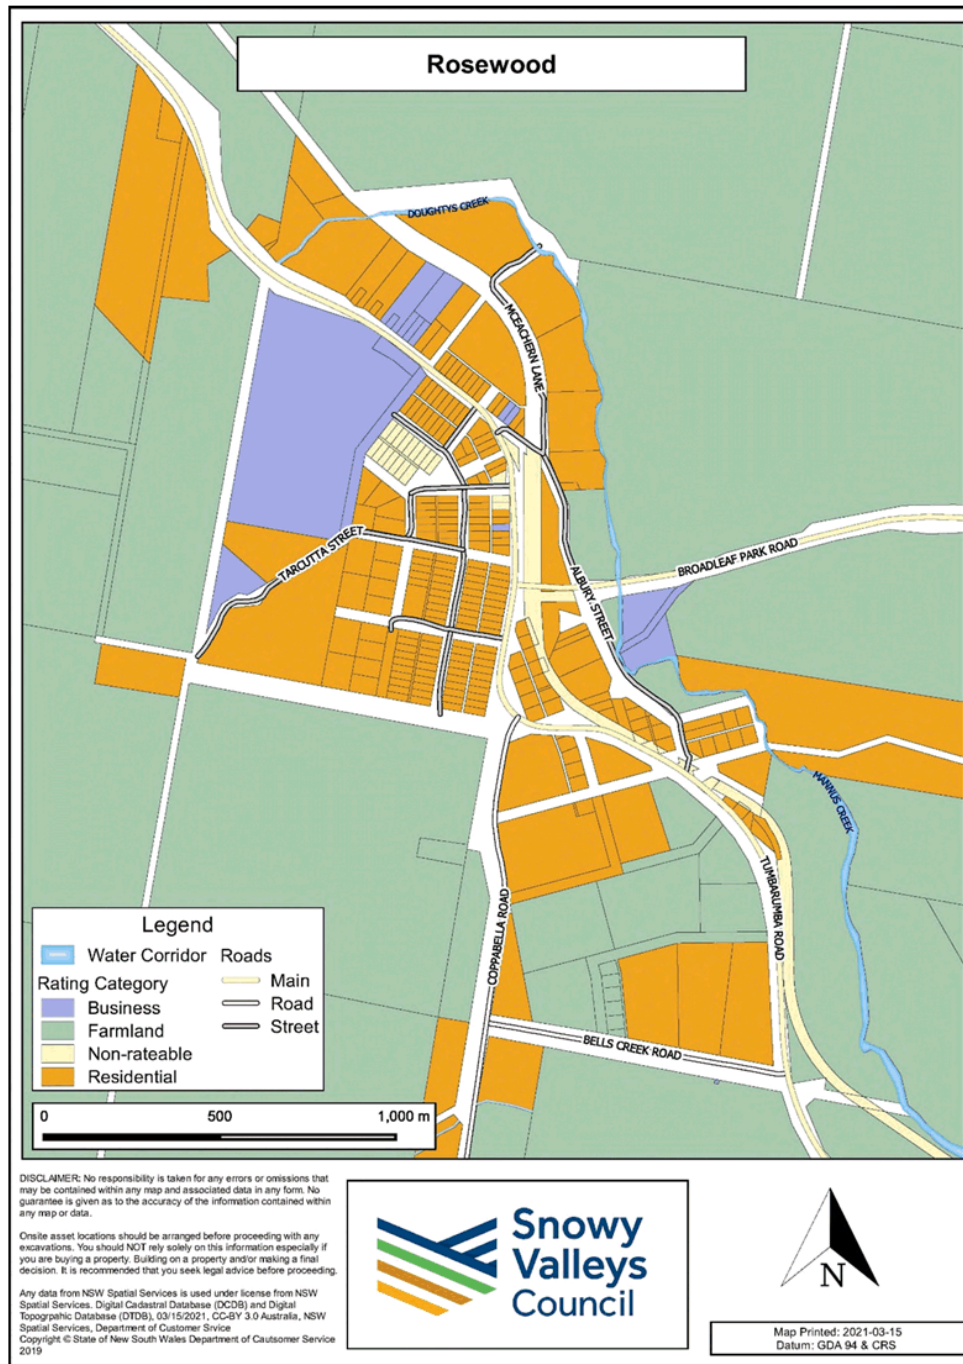 Rosewood
DOUGHTYS CREEK
MCEACHERN LANE
TARCUTTA STREET
ALBURY STREET
BROADLEAF PARK ROAD
MANNUS CREEK
TUMBARUMBA ROAD
COPPABELLA ROAD
BELLS CREEK ROAD
Legend
Water Corridor
Rating Category
Business
Farmland
Non-rateable
Residential
Roads
Main
Road
Street
0 500 1,000 m
DISCLAIMER: No responsibility is taken for any errors or omissions that
may be contained within any map and associated data in any form. No
guarantee is given as to the accuracy of the information contained within
any map or data.
Onsite asset locations should be arranged before proceeding with any
excavations. You should NOT rely solely on this information especially if
you are buying a property. Building on a property and/or making a final
decision. It is recommended that you seek legal advice before proceeding.
Any data from NSW Spatial Services is used under license from NSW
Spatial Services. Digital Cadastral Database (DCDB) and Digital
Topogrpahic Database (DTDB), 03/15/2021, CC-BY 3.0 Australia, NSW
Spatial Services, Department of Customer Srvice
Copyright © State of New South Wales Department of Cautsomer Service
2019
Snowy
Valleys
Council
N
Map Printed: 2021-03-15
Datum: GDA 94 & CRS